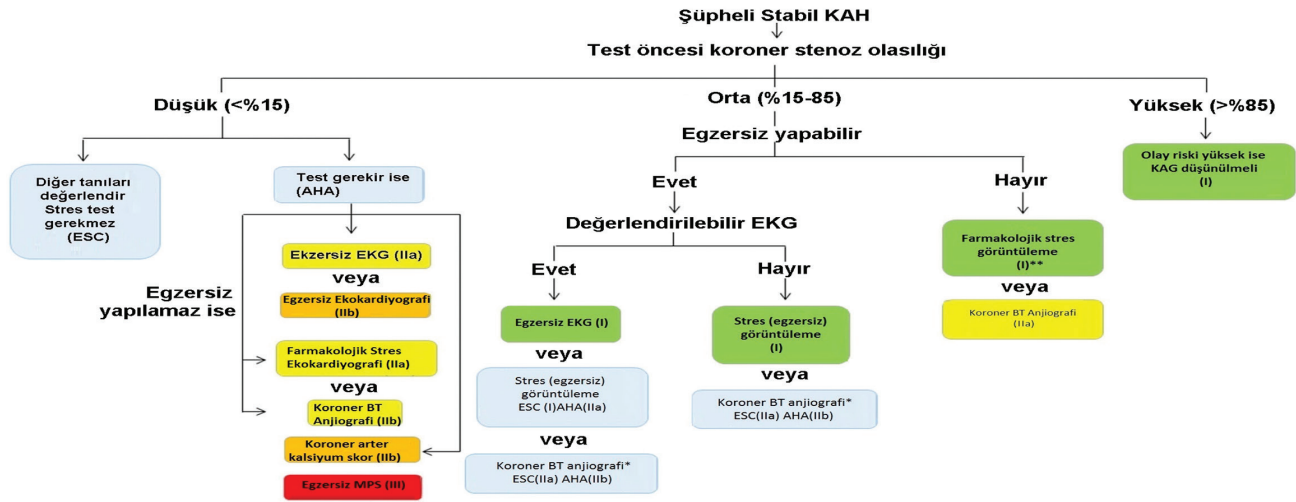 Şüpheli Stabil KAH
Test öncesi koroner stenoz olasılığı
Düşük (<%15)
Orta (%15-85)
Yüksek (>%85)
Egzersiz yapabilir
Diğer tanıları
değerlendir
Stres test
gerekmez
(ESC)
Test gerekir ise
(AHA)
Ekzersiz EKG (IIa)
veya
Egzersiz Ekokardiyografi
(IIb)
Egzersiz
yapılamaz ise
Farmakolojik Stres
Ekokardiyografi (IIa)
veya
Koroner BT
Anjiografi (IIb)
Koroner arter
kalsiyum skor (IIb)
Egzersiz MPS (III)
Evet
Hayır
Değerlendirilebilir EKG
Evet
Hayır
Egzersiz EKG (I)
veya
Stres (egzersiz)
görüntüleme
ESC (I)AHA(IIa)
veya
Koroner BT anjiografi*
ESC(IIa) AHA(IIb)
Stres (egzersiz)
görüntüleme
(I)
veya
Koroner BT anjiografi*
ESC(IIa) AHA(IIb)
Farmakolojik stres
görüntüleme
(I)**
veya
Koroner BT Anjiografi
(IIa)
Olay riski yüksek ise
KAG düşünülmeli
(I)